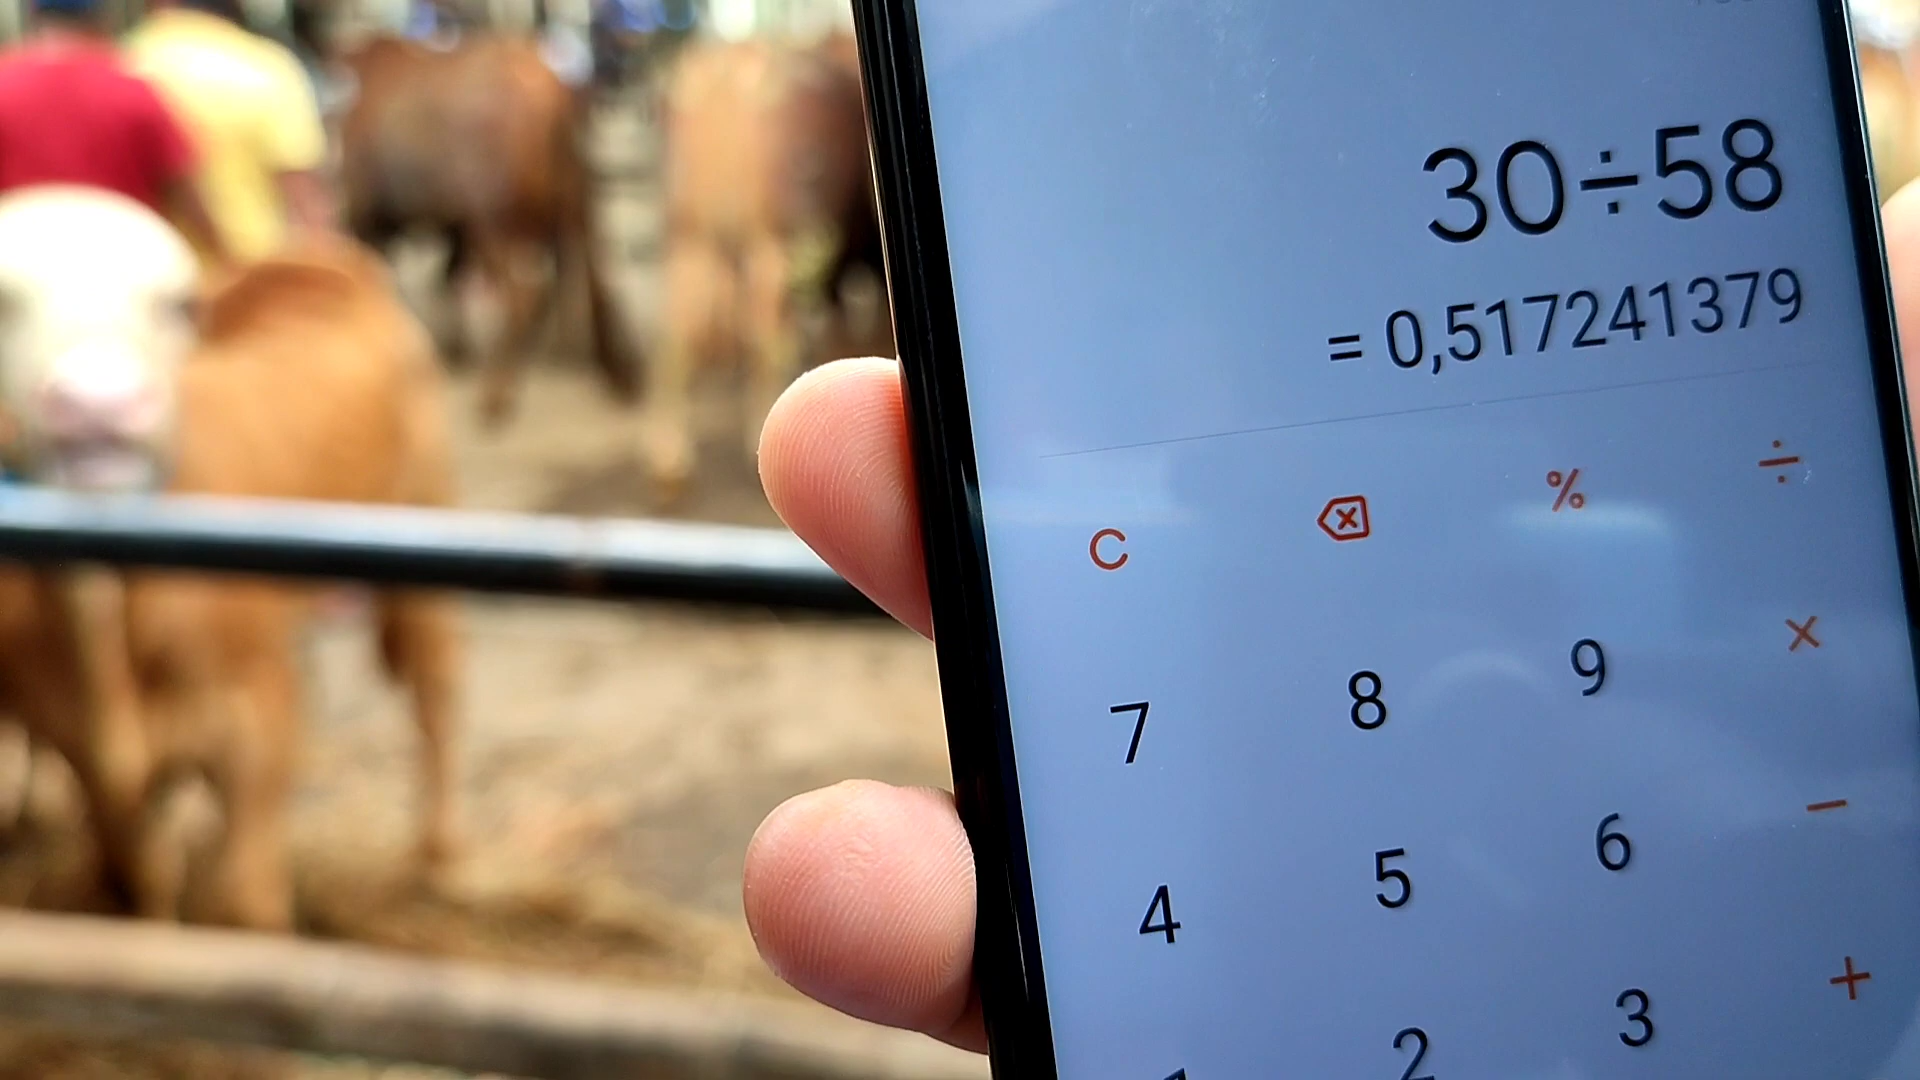 30÷58
= 0,517241379
C % ÷
7 8 9 ×
4 5 6 −
2 3 +